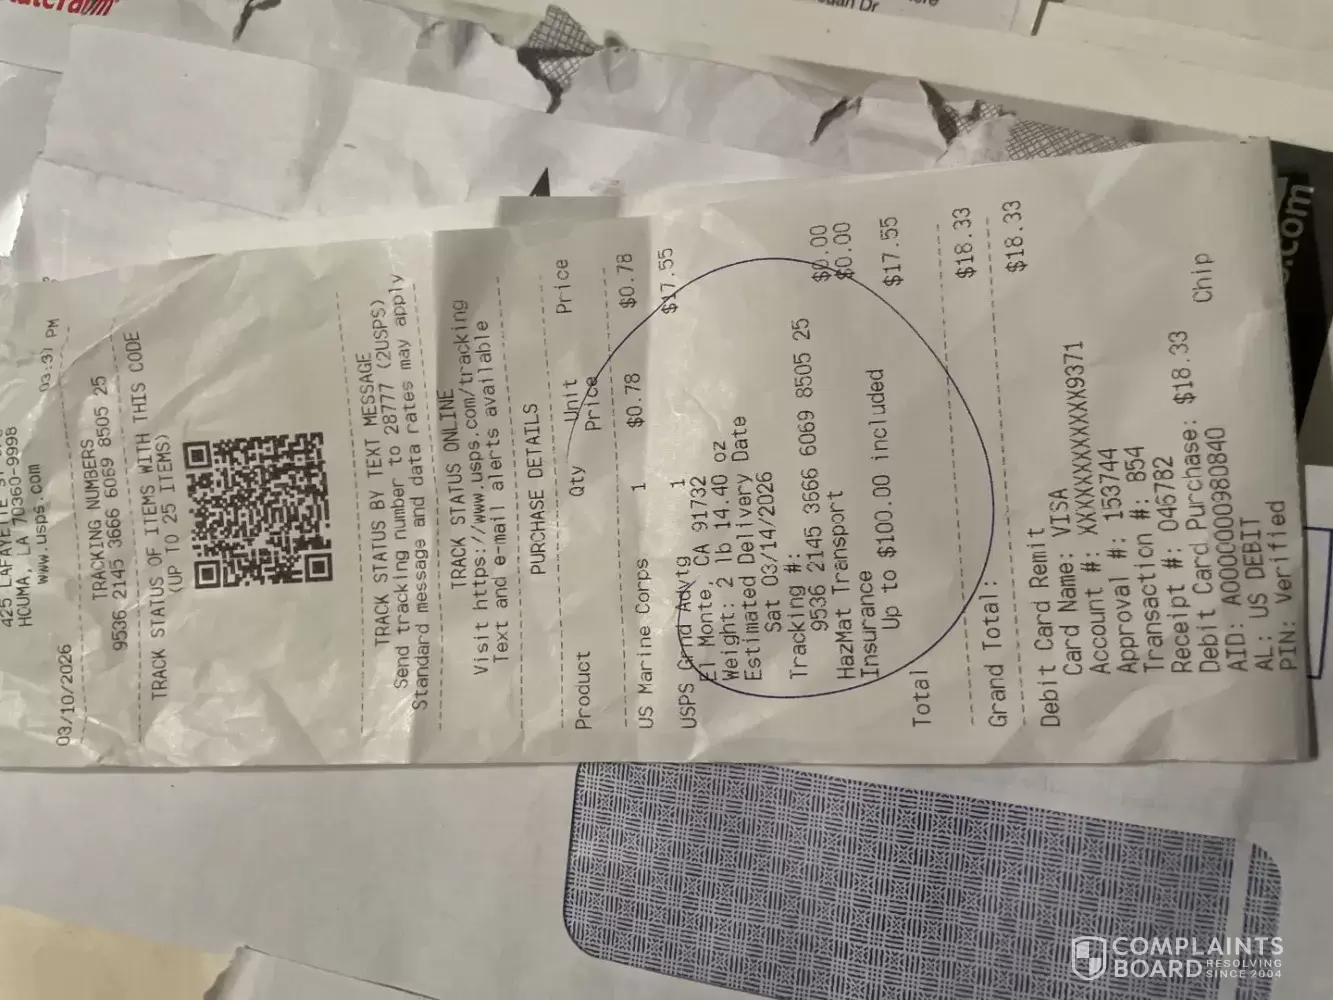 425 LAFAYETTE
HOUMA, LA 70360-9998
www.usps.com
03/10/2026 03:37 PM
TRACKING NUMBERS
9536 2145 3666 6069 8505 25
TRACK STATUS OF ITEMS WITH THIS CODE
(UP TO 25 ITEMS)
TRACK STATUS BY TEXT MESSAGE
Send tracking number to 28777 (2USPS)
Standard message and data rates may apply
TRACK STATUS ONLINE
Visit https://www.usps.com/tracking
Text and e-mail alerts available
PURCHASE DETAILS
Product Qty Unit Price
Price
US Marine Corps 1 $0.78 $0.78
USPS Grnd Advtg 1 $17.55
El Monte, CA 91732
Weight: 2 lb 14.40 oz
Estimated Delivery Date
Sat 03/14/2026
Tracking #:
9536 2145 3666 6069 8505 25
HazMat Transport $0.00
Insurance $0.00
Up to $100.00 included
Total $17.55
$18.33
Grand Total: $18.33
Debit Card Remit
Card Name: VISA
Account #: XXXXXXXXXXXX9371
Approval #: 153744
Transaction #: 854
Receipt #: 046782
Debit Card Purchase: $18.33
AID: A0000000980840 Chip
AL: US DEBIT
PIN: Verified
.com
COMPLAINTS
BOARD RESOLVING
SINCE 2004